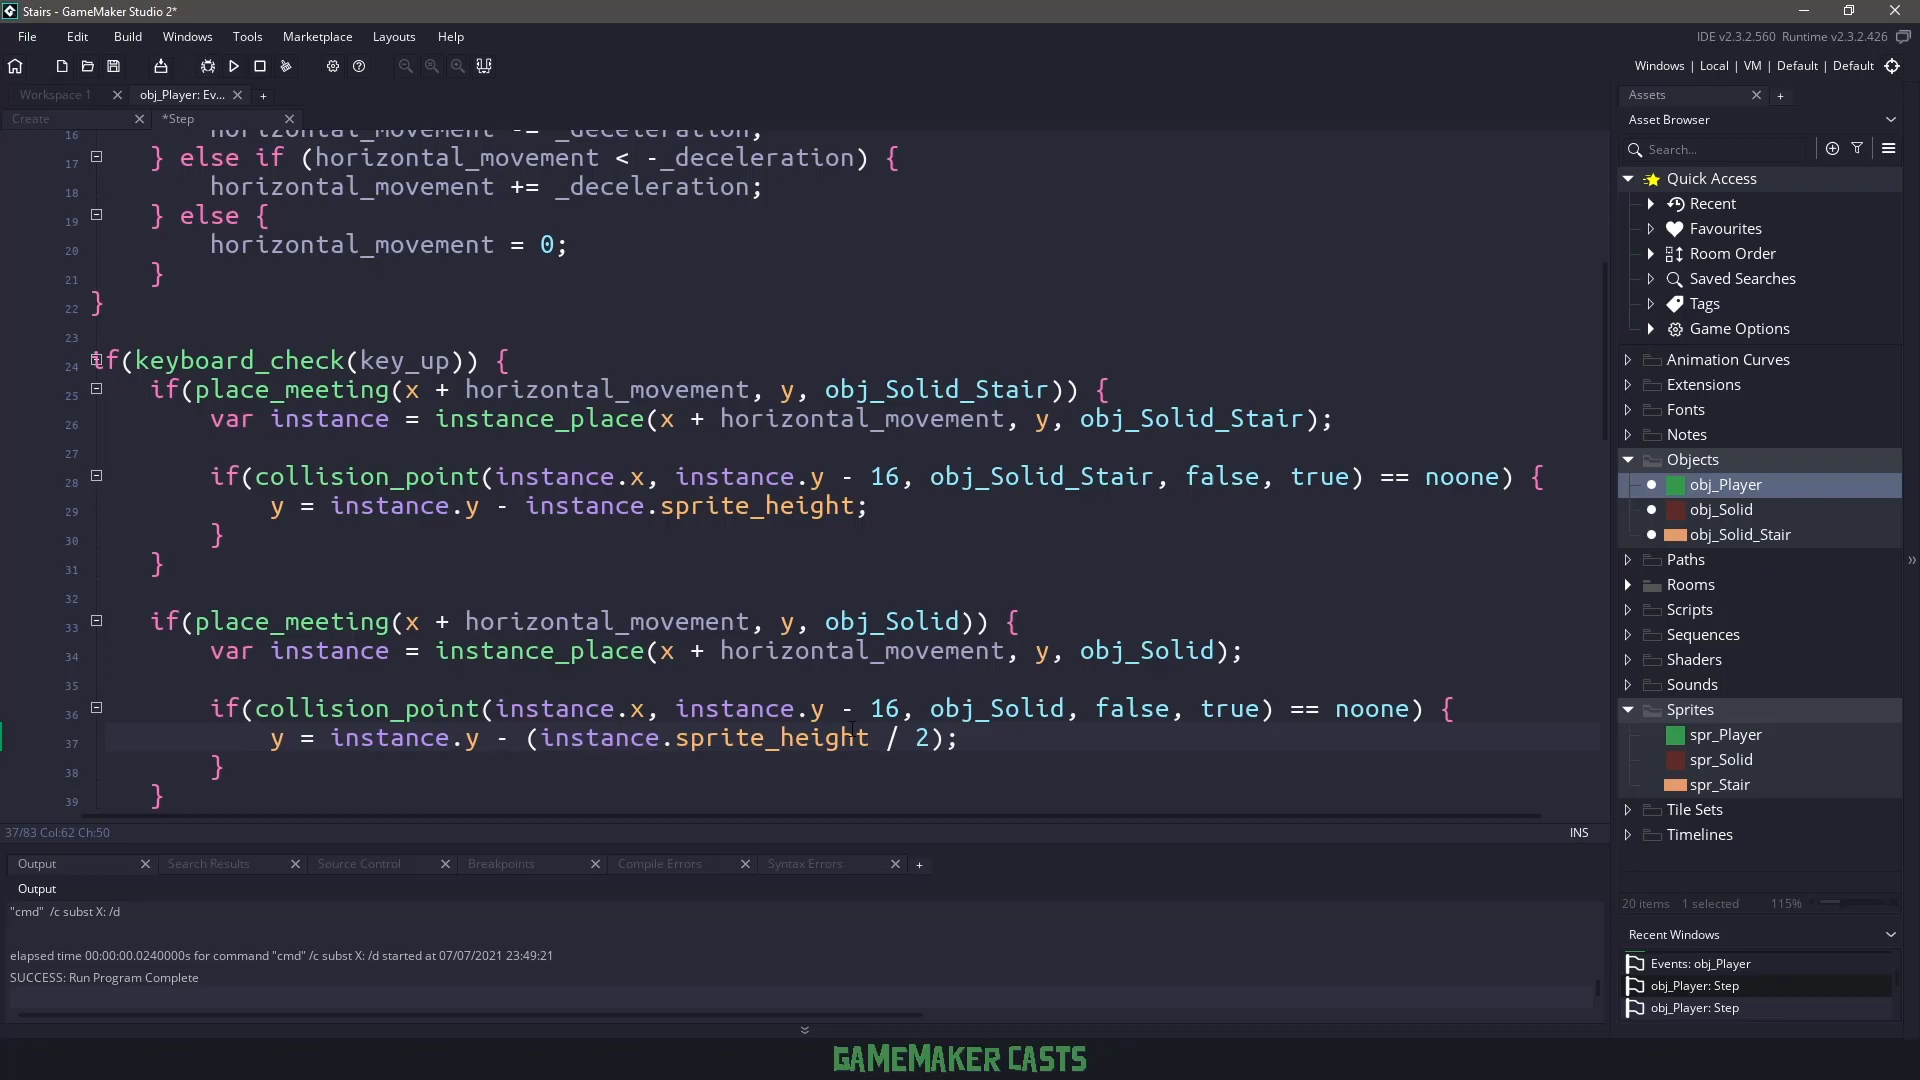 Stairs - GameMaker Studio 2*
File Edit Build Windows Tools Marketplace Layouts Help
IDE v2.3.2.560 Runtime v2.3.2.426
Windows | Local | VM | Default | Default
Workspace 1 obj_Player: Ev... +
Create *Step
16 horizontal_movement -= _deceleration;
17 } else if (horizontal_movement < -_deceleration) {
18 horizontal_movement += _deceleration;
19 } else {
20 horizontal_movement = 0;
21 }
22 }
23
24 if(keyboard_check(key_up)) {
25 if(place_meeting(x + horizontal_movement, y, obj_Solid_Stair)) {
26 var instance = instance_place(x + horizontal_movement, y, obj_Solid_Stair);
27
28 if(collision_point(instance.x, instance.y - 16, obj_Solid_Stair, false, true) == noone) {
29 y = instance.y - instance.sprite_height;
30 }
31 }
32
33 if(place_meeting(x + horizontal_movement, y, obj_Solid)) {
34 var instance = instance_place(x + horizontal_movement, y, obj_Solid);
35
36 if(collision_point(instance.x, instance.y - 16, obj_Solid, false, true) == noone) {
37 y = instance.y - (instance.sprite_height / 2);
38 }
39 }
37/83 Col:62 Ch:50
INS
Output Search Results Source Control Breakpoints Compile Errors Syntax Errors +
Output
"cmd" /c subst X: /d
elapsed time 00:00:00.0240000s for command "cmd" /c subst X: /d started at 07/07/2021 23:49:21
SUCCESS: Run Program Complete
Assets +
Asset Browser
Search...
Quick Access
Recent
Favourites
Room Order
Saved Searches
Tags
Game Options
Animation Curves
Extensions
Fonts
Notes
Objects
obj_Player
obj_Solid
obj_Solid_Stair
Paths
Rooms
Scripts
Sequences
Shaders
Sounds
Sprites
spr_Player
spr_Solid
spr_Stair
Tile Sets
Timelines
20 items 1 selected 115%
Recent Windows
Events: obj_Player
obj_Player: Step
obj_Player: Step
GAMEMAKER CASTS